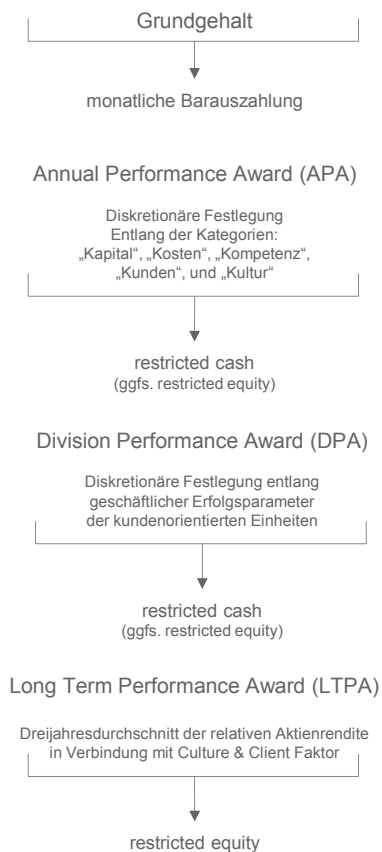 Grundgehalt
monatliche Barauszahlung
Annual Performance Award (APA)
Diskretionäre Festlegung
Entlang der Kategorien:
„Kapital“, „Kosten“, „Kompetenz“,
„Kunden“, und „Kultur“
restricted cash
(ggfs. restricted equity)
Division Performance Award (DPA)
Diskretionäre Festlegung entlang
geschäftlicher Erfolgsparameter
der kundenorientierten Einheiten
restricted cash
(ggfs. restricted equity)
Long Term Performance Award (LTPA)
Dreijahresdurchschnitt der relativen Aktienrendite
in Verbindung mit Culture & Client Faktor
restricted equity